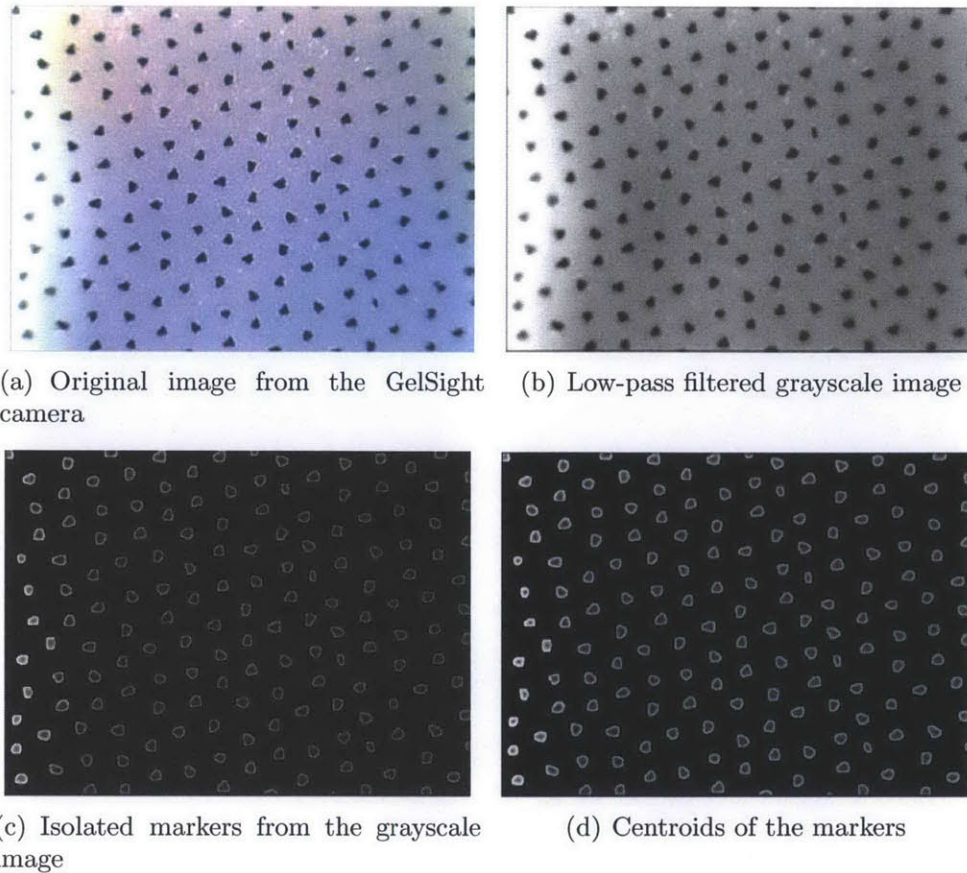 (a) Original image from the GelSight
camera
(b) Low-pass filtered grayscale image
(c) Isolated markers from the grayscale
image
(d) Centroids of the markers